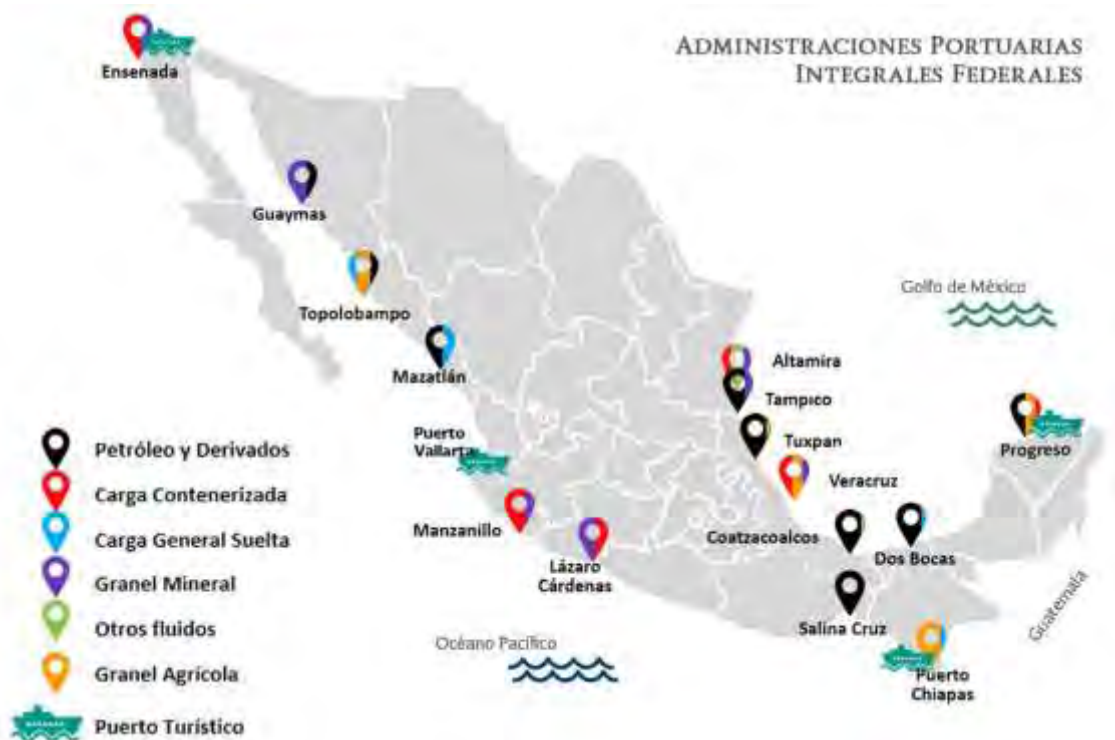 ADMINISTRACIONES PORTUARIAS
INTEGRALES FEDERALES
Ensenada
Guaymas
Topolobampo
Mazatlán
Puerto
Vallarta
Manzanillo
Lázaro
Cárdenas
Golfo de México
Altamira
Tampico
Tuxpan
Veracruz
Progreso
Coatzacoalcos
Dos Bocas
Salina Cruz
Puerto
Chiapas
Guatemala
Océano Pacífico
Petróleo y Derivados
Carga Contenerizada
Carga General Suelta
Granel Mineral
Otros fluidos
Granel Agrícola
Puerto Turístico